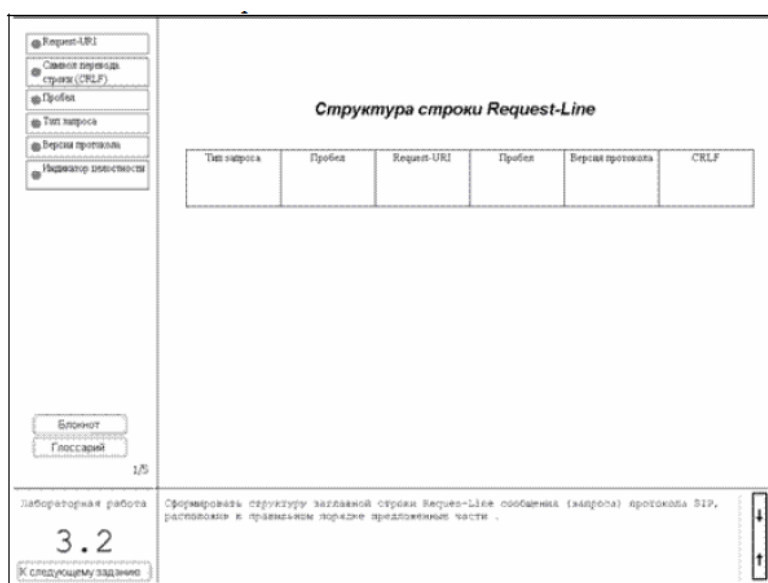 Request-URI
Символ перевода
строки (CRLF)
Пробел
Тип запроса
Версия протокола
Индикатор целостности
Структура строки Request-Line
Тип запроса Пробел Request-URI Пробел Версия протокола CRLF
Блокнот
Глоссарий
1/5
Лабораторная работа
3.2
К следующему заданию
Сформировать структуру заглавной строки Reques-Line сообщения (запроса) протокола SIP,
расположив в правильном порядке предложенные части .